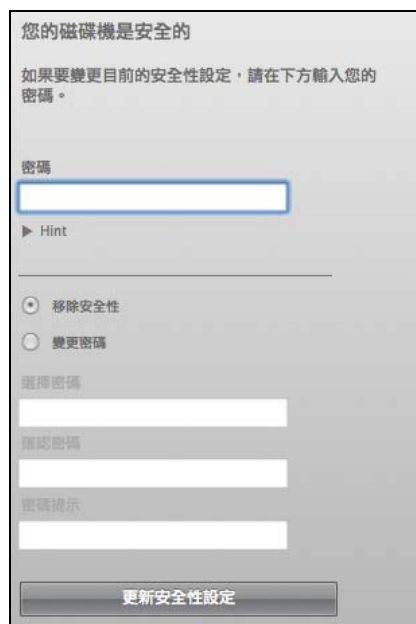 您的磁碟機是安全的
如果要變更目前的安全性設定，請在下方輸入您的
密碼。
密碼
▶ Hint
移除安全性
變更密碼
選擇密碼
確認密碼
密碼提示
更新安全性設定